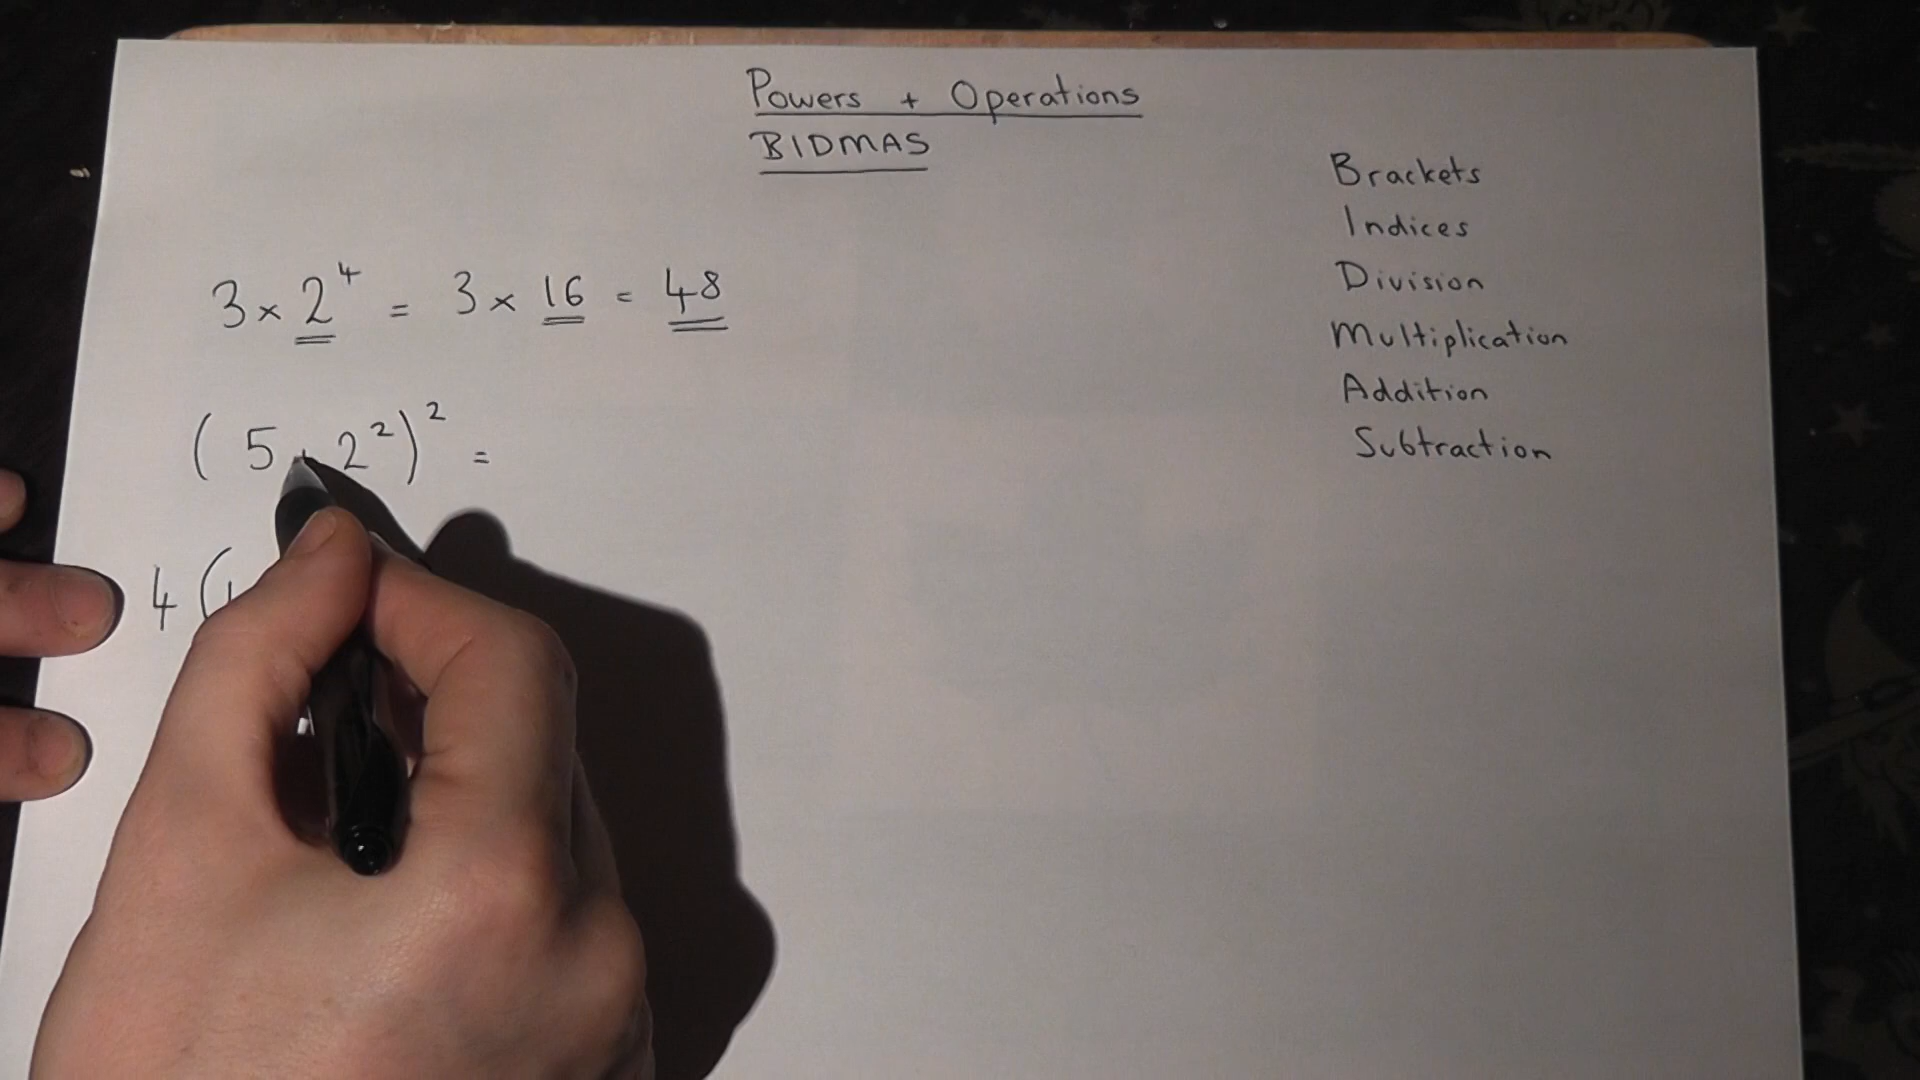 Powers + Operations
BIDMAS
Brackets
Indices
Division
Multiplication
Addition
Subtraction
3 × 2⁴ = 3 × 16 = 48
( 5 + 2² )² =
4 (